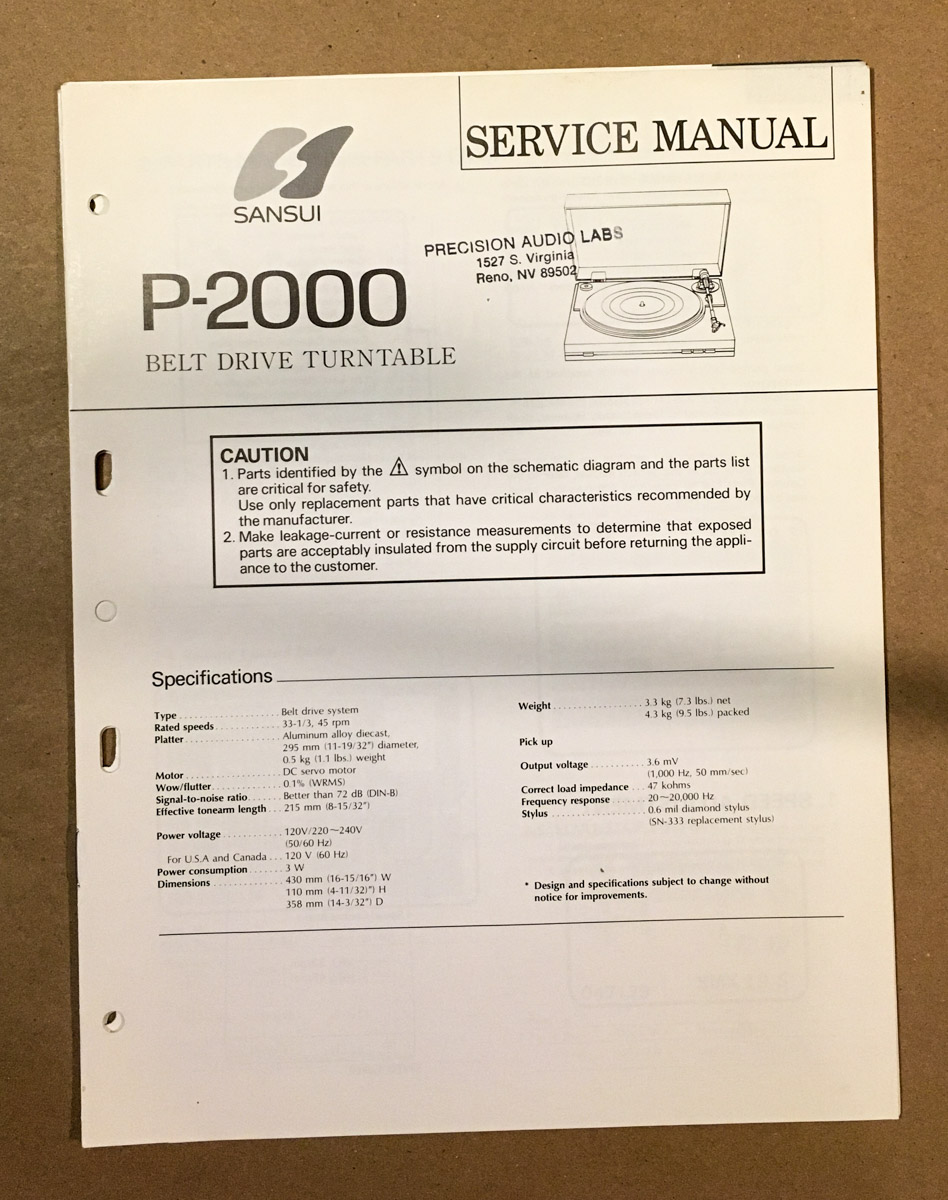 SERVICE MANUAL
SANSUI
PRECISION AUDIO LABS
1527 S. Virginia
Reno, NV 89502
P-2000
BELT DRIVE TURNTABLE
CAUTION
1. Parts identified by the ⚠ symbol on the schematic diagram and the parts list
are critical for safety.
Use only replacement parts that have critical characteristics recommended by
the manufacturer.
2. Make leakage-current or resistance measurements to determine that exposed
parts are acceptably insulated from the supply circuit before returning the appli-
ance to the customer.
Specifications
Type . . . . . . . . . . . . . . . . . . Belt drive system
Rated speeds . . . . . . . . . . . . 33-1/3, 45 rpm
Platter . . . . . . . . . . . . . . . . . Aluminum alloy diecast,
295 mm (11-19/32") diameter,
0.5 kg (1.1 lbs.) weight
Motor . . . . . . . . . . . . . . . . . DC servo motor
Wow/flutter . . . . . . . . . . . . . 0.1% (WRMS)
Signal-to-noise ratio . . . . . . Better than 72 dB (DIN-B)
Effective tonearm length . . 215 mm (8-15/32")
Power voltage . . . . . . . . . . . 120V/220～240V
(50/60 Hz)
For U.S.A and Canada . . . 120 V (60 Hz)
Power consumption . . . . . . 3 W
Dimensions . . . . . . . . . . . . . 430 mm (16-15/16") W
110 mm (4-11/32)") H
358 mm (14-3/32") D
Weight . . . . . . . . . . . . . . . . 3.3 kg (7.3 lbs.) net
4.3 kg (9.5 lbs.) packed
Pick up
Output voltage . . . . . . . . . . 3.6 mV
(1,000 Hz, 50 mm/sec)
Correct load impedance . . . 47 kohms
Frequency response . . . . . . 20～20,000 Hz
Stylus . . . . . . . . . . . . . . . . . 0.6 mil diamond stylus
(SN-333 replacement stylus)
* Design and specifications subject to change without
notice for improvements.